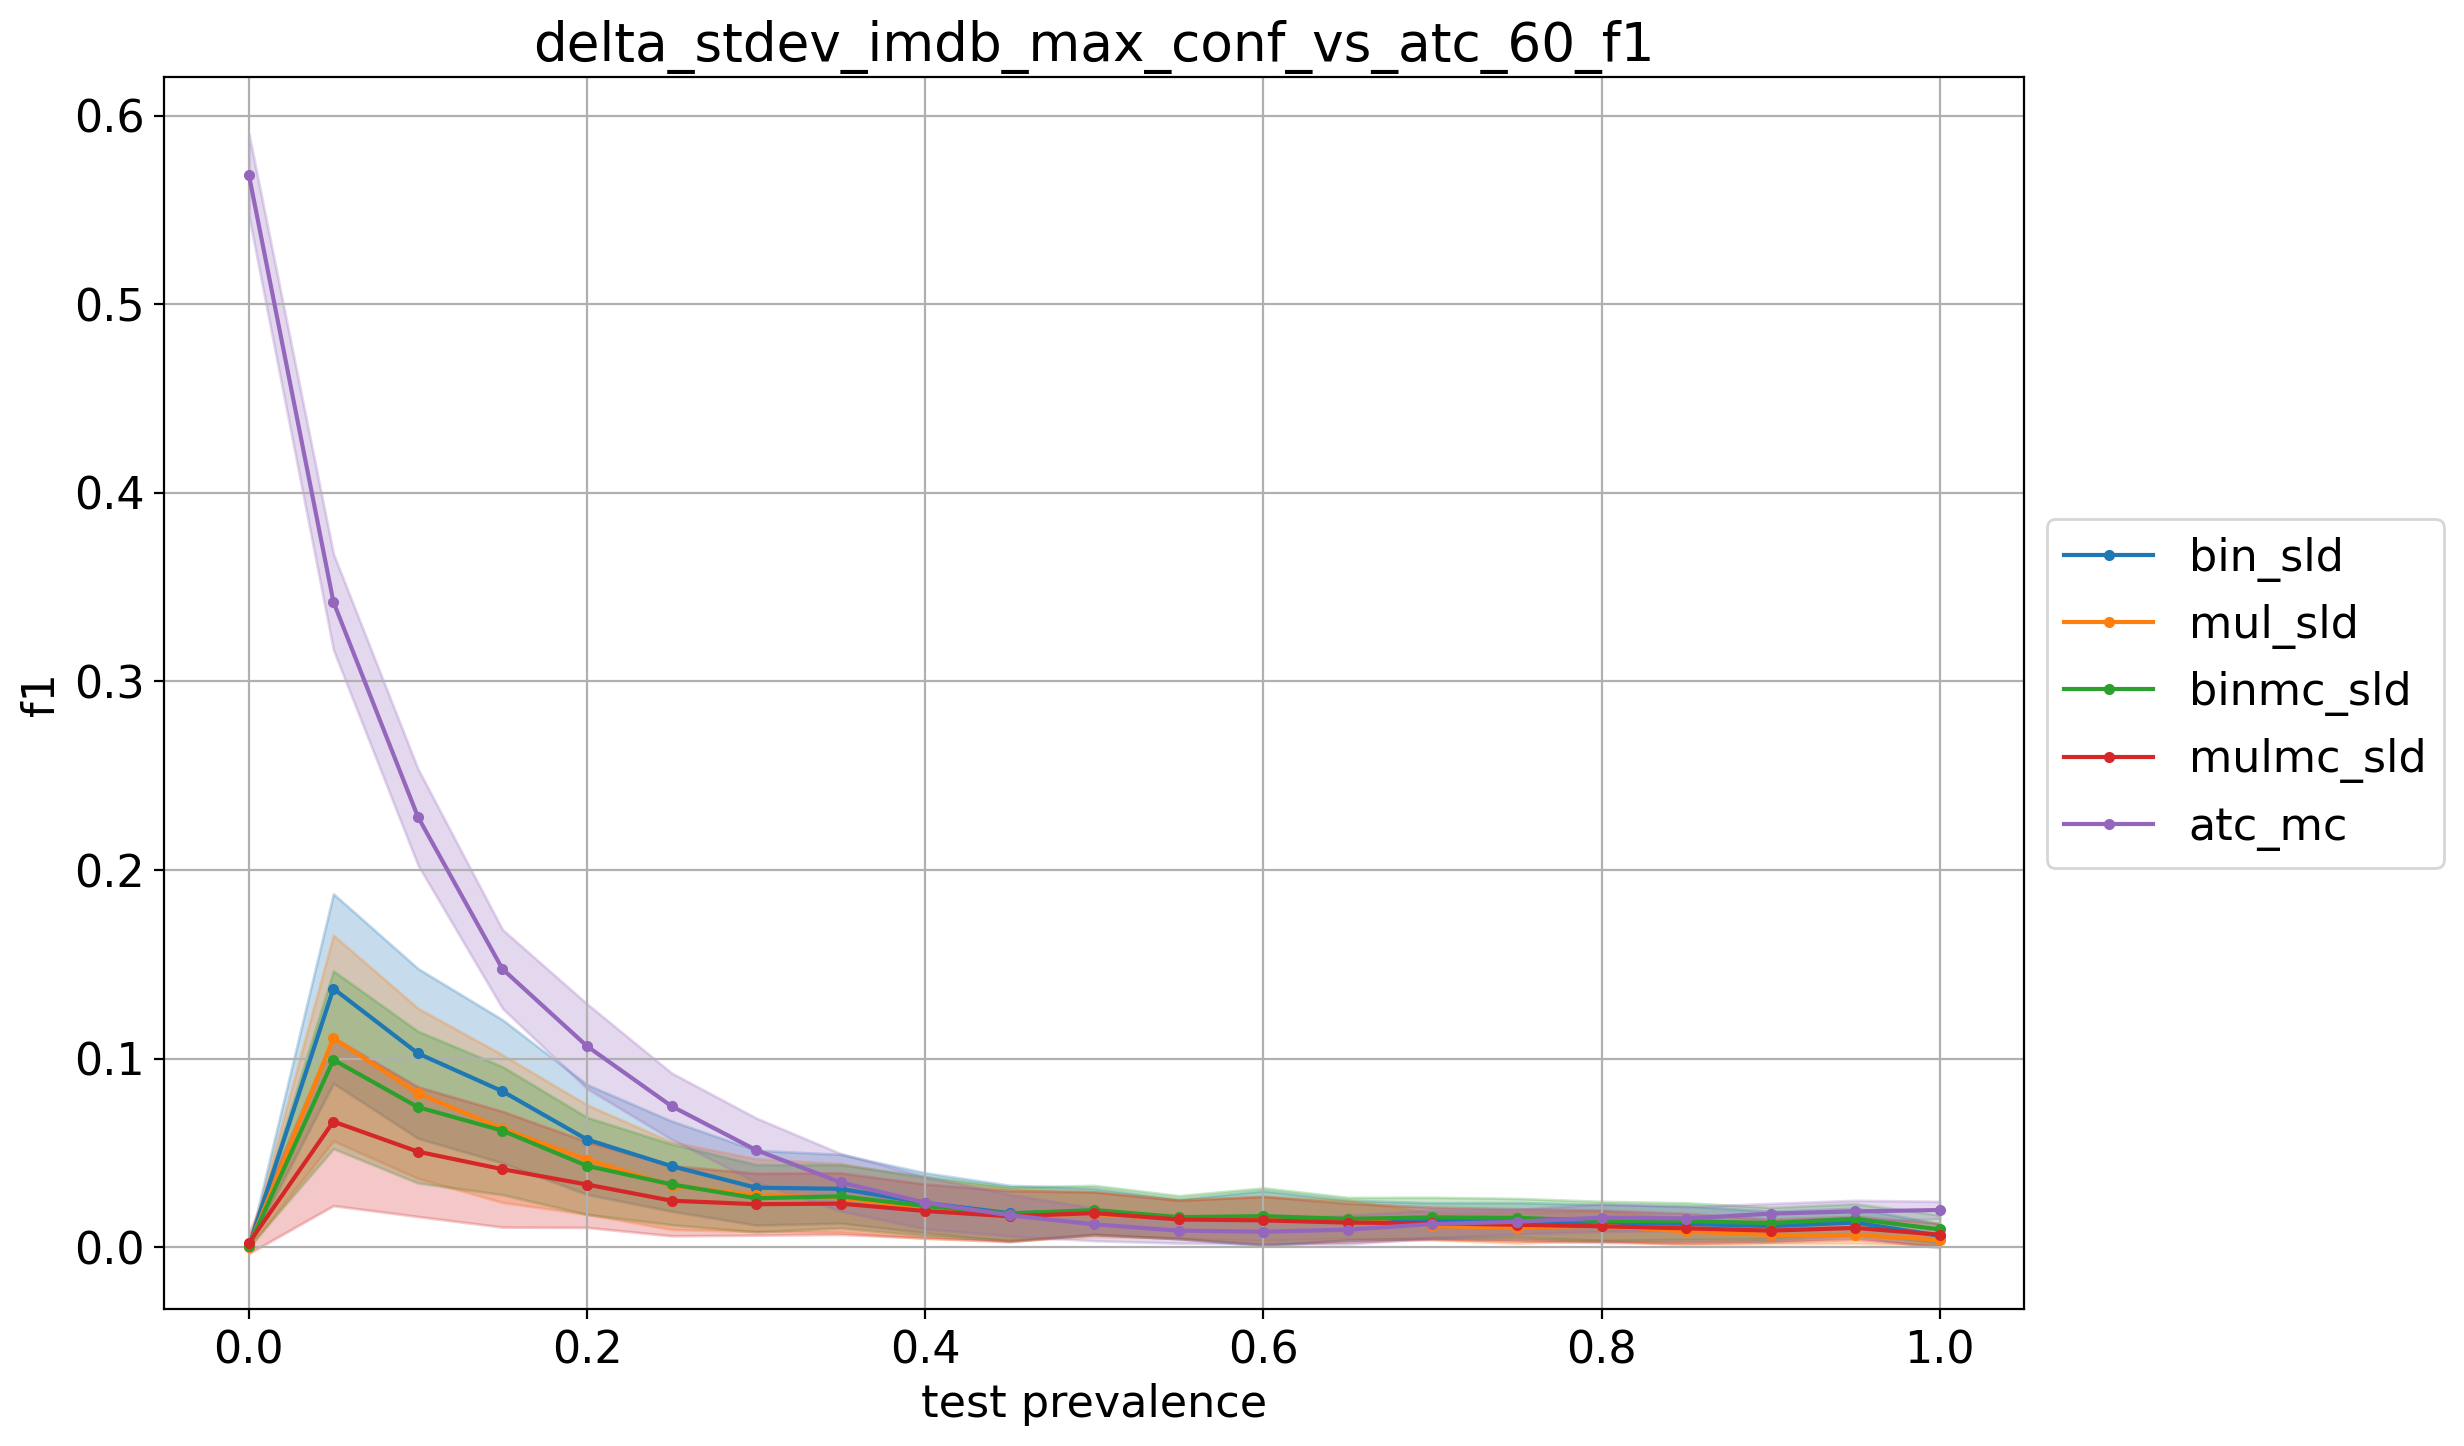 delta_stdev_imdb_max_conf_vs_atc_60_f1
0.6
0.5
0.4
0.3
0.2
0.1
0.0
f1
0.0 0.2 0.4 0.6 0.8 1.0
test prevalence
bin_sld
mul_sld
binmc_sld
mulmc_sld
atc_mc